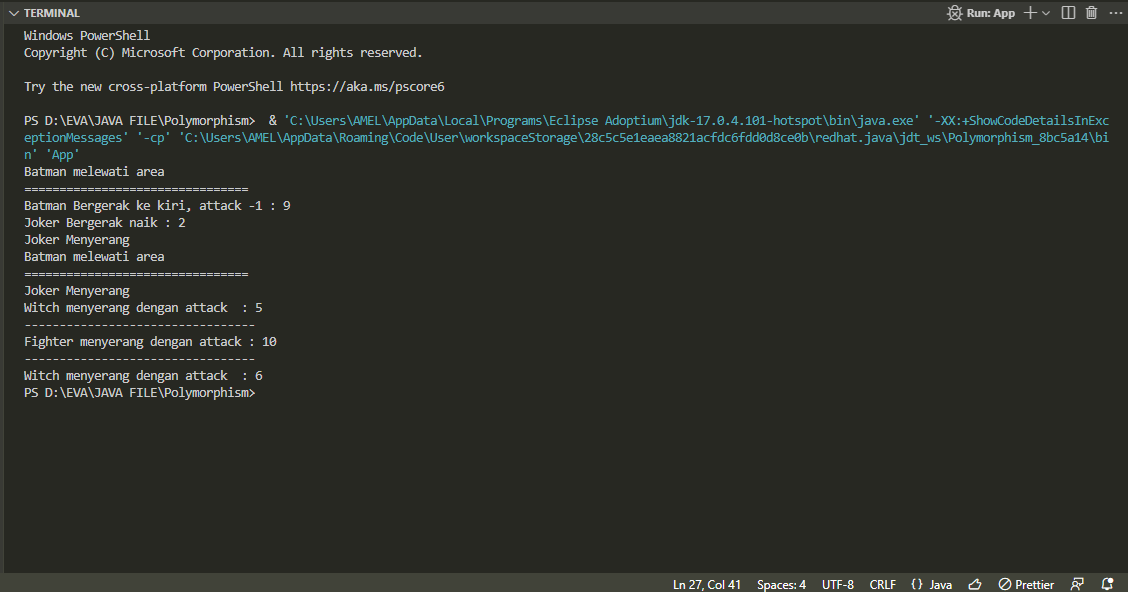 TERMINAL
Run: App
Windows PowerShell
Copyright (C) Microsoft Corporation. All rights reserved.
Try the new cross-platform PowerShell https://aka.ms/pscore6
PS D:\EVA\JAVA FILE\Polymorphism>  & 'C:\Users\AMEL\AppData\Local\Programs\Eclipse Adoptium\jdk-17.0.4.101-hotspot\bin\java.exe' '-XX:+ShowCodeDetailsInExc
eptionMessages' '-cp' 'C:\Users\AMEL\AppData\Roaming\Code\User\workspaceStorage\28c5c5e1eaea8821acfdc6fdd0d8ce0b\redhat.java\jdt_ws\Polymorphism_8bc5a14\bi
n' 'App'
Batman melewati area
================================
Batman Bergerak ke kiri, attack -1 : 9
Joker Bergerak naik : 2
Joker Menyerang
Batman melewati area
================================
Joker Menyerang
Witch menyerang dengan attack  : 5
---------------------------------
Fighter menyerang dengan attack : 10
---------------------------------
Witch menyerang dengan attack  : 6
PS D:\EVA\JAVA FILE\Polymorphism>
Ln 27, Col 41 Spaces: 4 UTF-8 CRLF {} Java Prettier